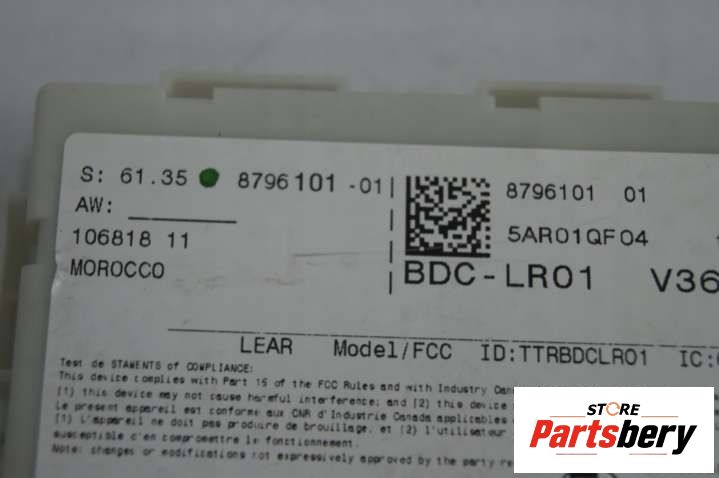 S: 61.35 8796101-01
AW:
106818 11
MOROCCO
8796101 01
5AR01QF04
BDC-LR01 V36
LEAR Model/FCC ID:TTRBDCLR01 IC:
Test de STAMENTS of COMPLIANCE:
This device complies with Part 15 of the FCC Rules and with Industry Can
(1) this device may not cause harmful interference; and (2) this device
Le present appareil est conforme aux CNR d'Industrie Canada applicables
(1) L'appareil ne doit pas produire de brouillage, et (2) l'utilisateur
susceptible d'en compromettre le fonctionnement.
Note: changes or modifications not expressively approved by the party re
STORE
Partsbery